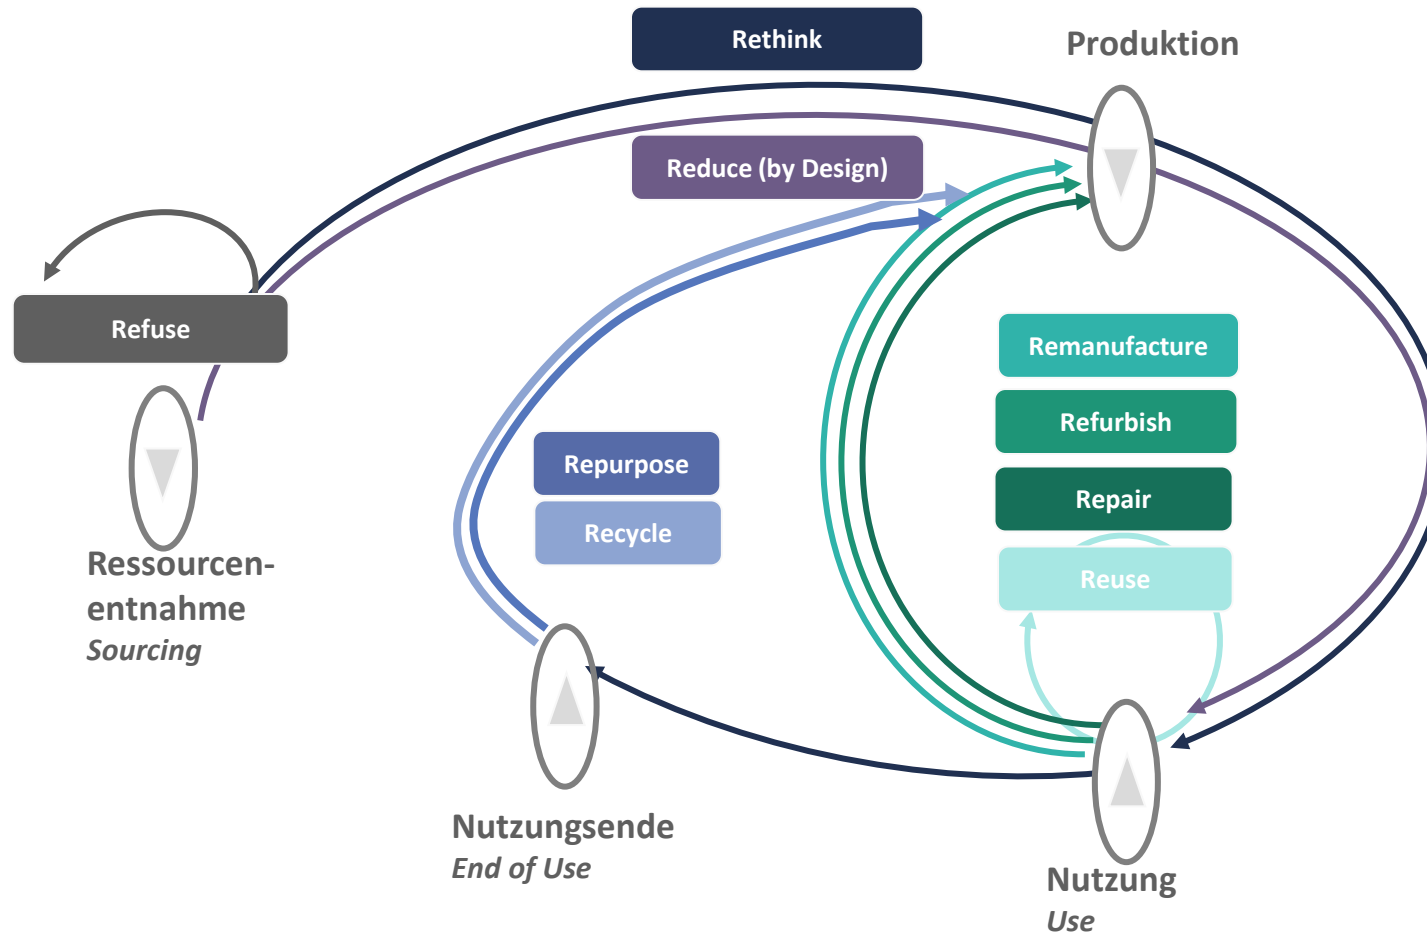 Rethink
Produktion
Reduce (by Design)
Refuse
Remanufacture
Refurbish
Repurpose
Repair
Recycle
Reuse
Ressourcen-
entnahme
Sourcing
Nutzungsende
End of Use
Nutzung
Use